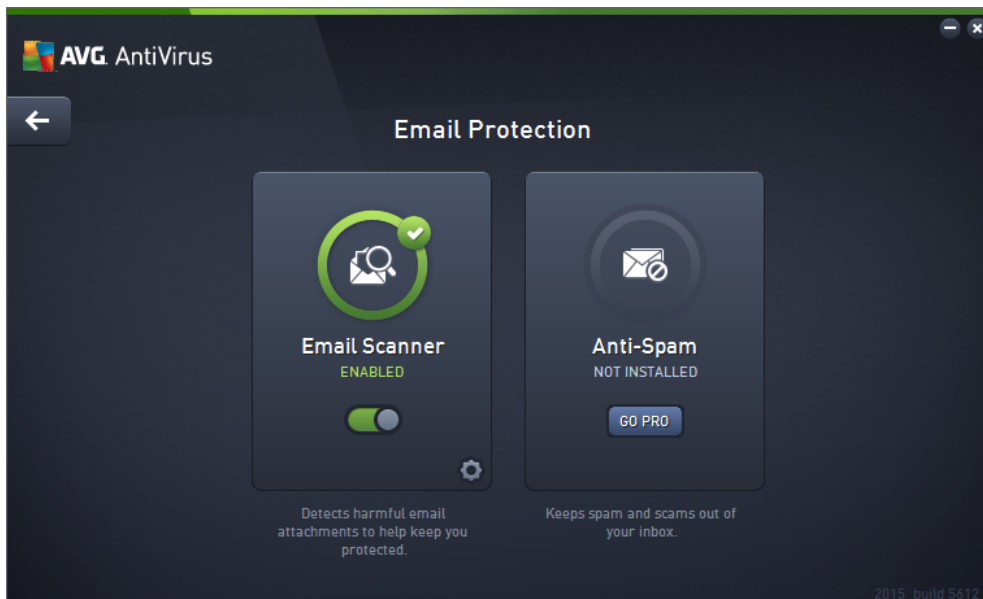 AVG. AntiVirus
Email Protection
Email Scanner
ENABLED
Detects harmful email
attachments to help keep you
protected.
Anti-Spam
NOT INSTALLED
GO PRO
Keeps spam and scams out of
your inbox.
2015 build 5612